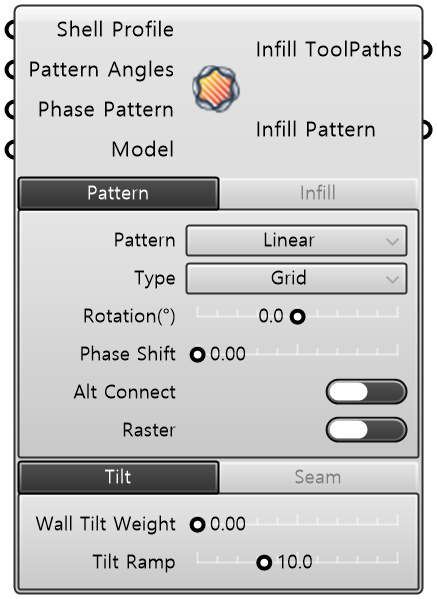 Shell Profile
Infill ToolPaths
Pattern Angles
Phase Pattern
Infill Pattern
Model
Pattern Infill
Pattern Linear
Type Grid
Rotation(°) 0.0
Phase Shift 0.00
Alt Connect
Raster
Tilt Seam
Wall Tilt Weight 0.00
Tilt Ramp 10.0